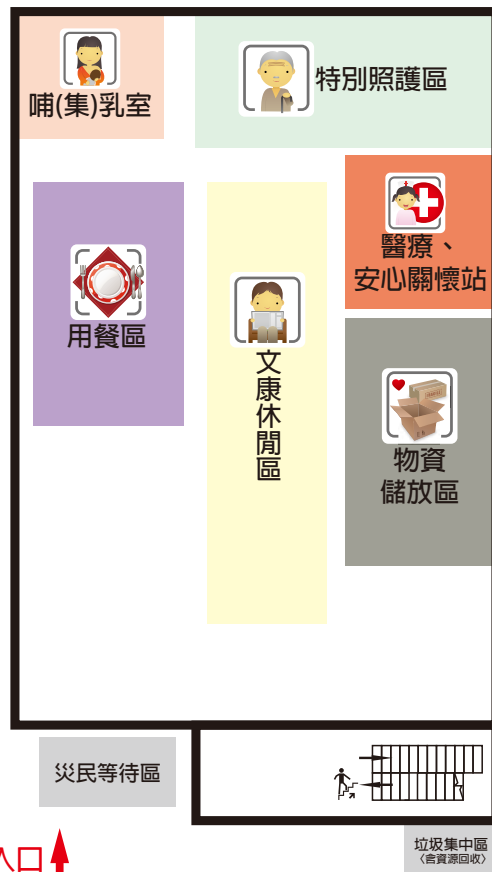 哺(集)乳室
特別照護區
醫療、
安心關懷站
用餐區
文康休閒區
物資
儲放區
災民等待區
垃圾集中區
〈含資源回收〉
入口